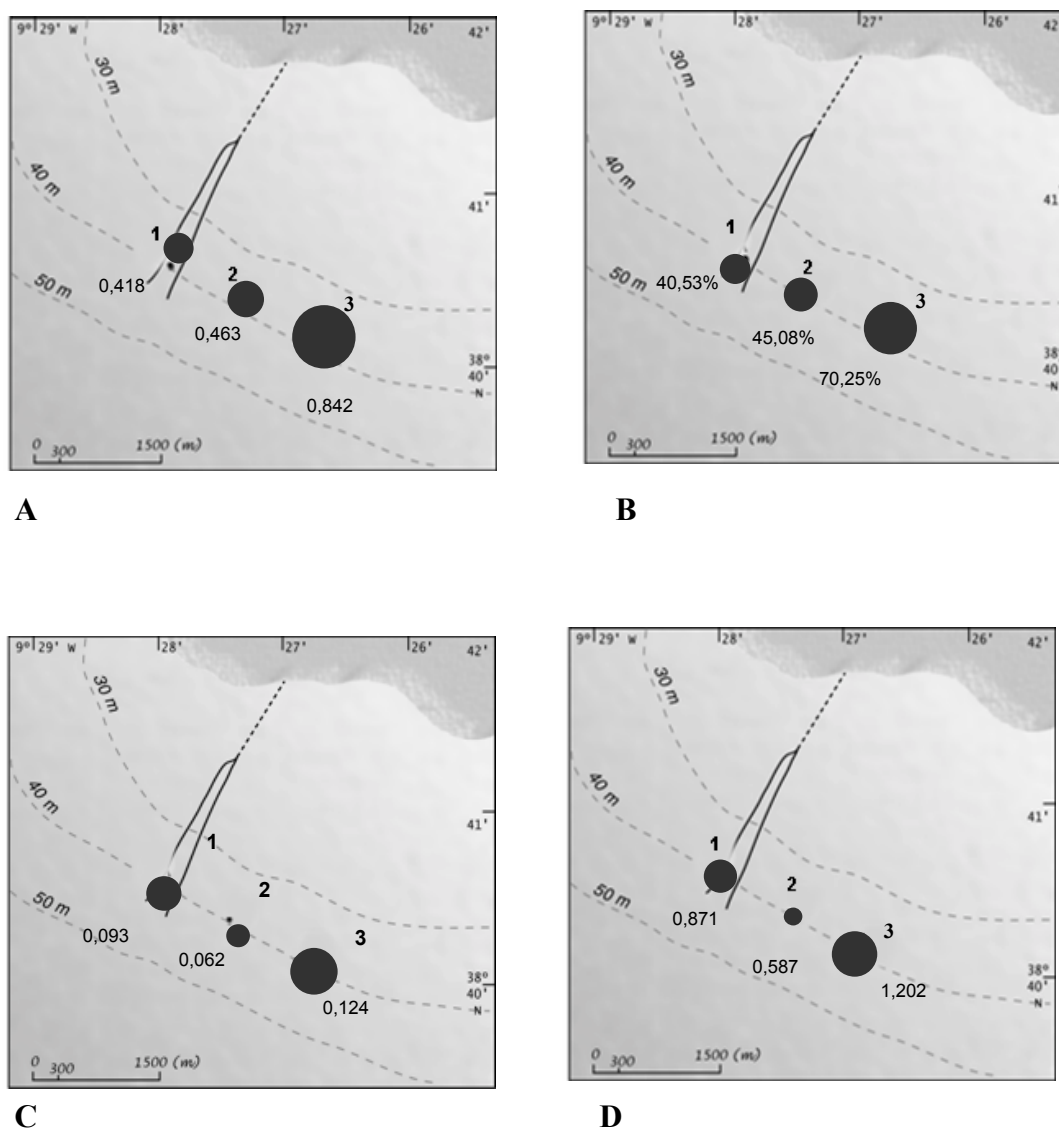 9° 29' W 28' 27' 26' 42'
30 m
40 m
41'
1
50 m
0,418
2
3
0,463
38°
40'
N
0,842
0 300 1500 (m)
A
9° 29' W 28' 27' 26' 42'
30 m
40 m
41'
1
50 m
40,53%
2
3
45,08%
38°
40'
N
70,25%
0 300 1500 (m)
B
9° 29' W 28' 27' 26' 42'
30 m
40 m
41'
1
2
50 m
0,093
3
0,062
38°
40'
N
0,124
0 300 1500 (m)
C
9° 29' W 28' 27' 26' 42'
30 m
40 m
41'
1
50 m
2
0,871
3
0,587
38°
40'
N
1,202
0 300 1500 (m)
D